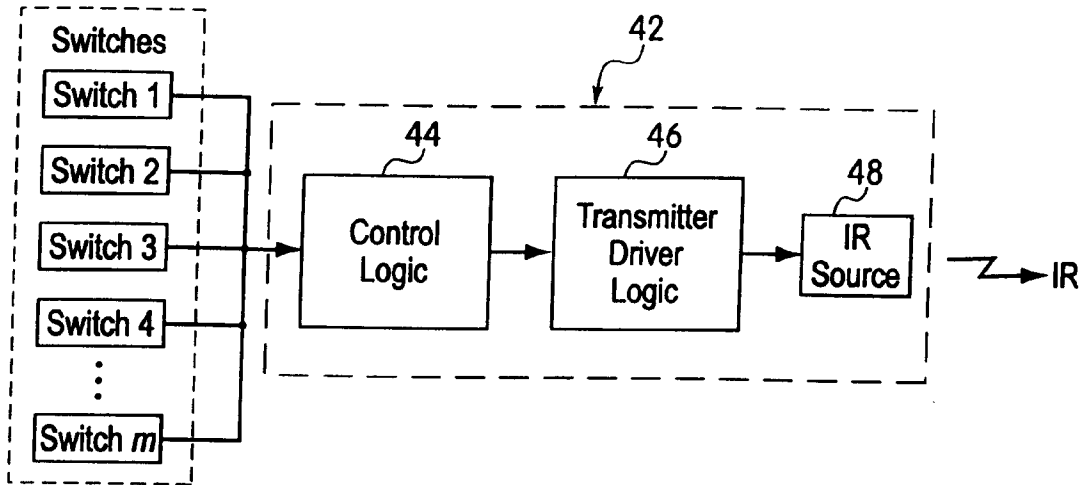 Switches
Switch 1
Switch 2
Switch 3
Switch 4
Switch m
42
44
Control
Logic
46
Transmitter
Driver
Logic
48
IR
Source
IR